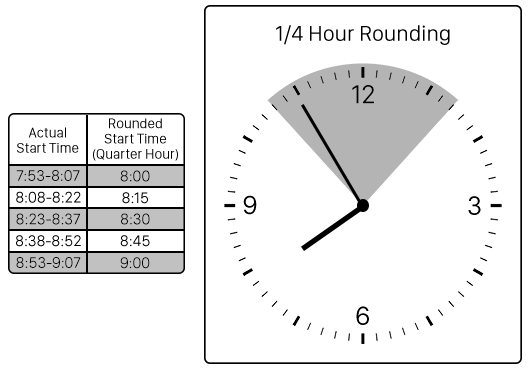 1/4 Hour Rounding
Actual
Start Time
Rounded
Start Time
(Quarter Hour)
7:53-8:07 8:00
8:08-8:22 8:15
8:23-8:37 8:30
8:38-8:52 8:45
8:53-9:07 9:00
12
9 3
6